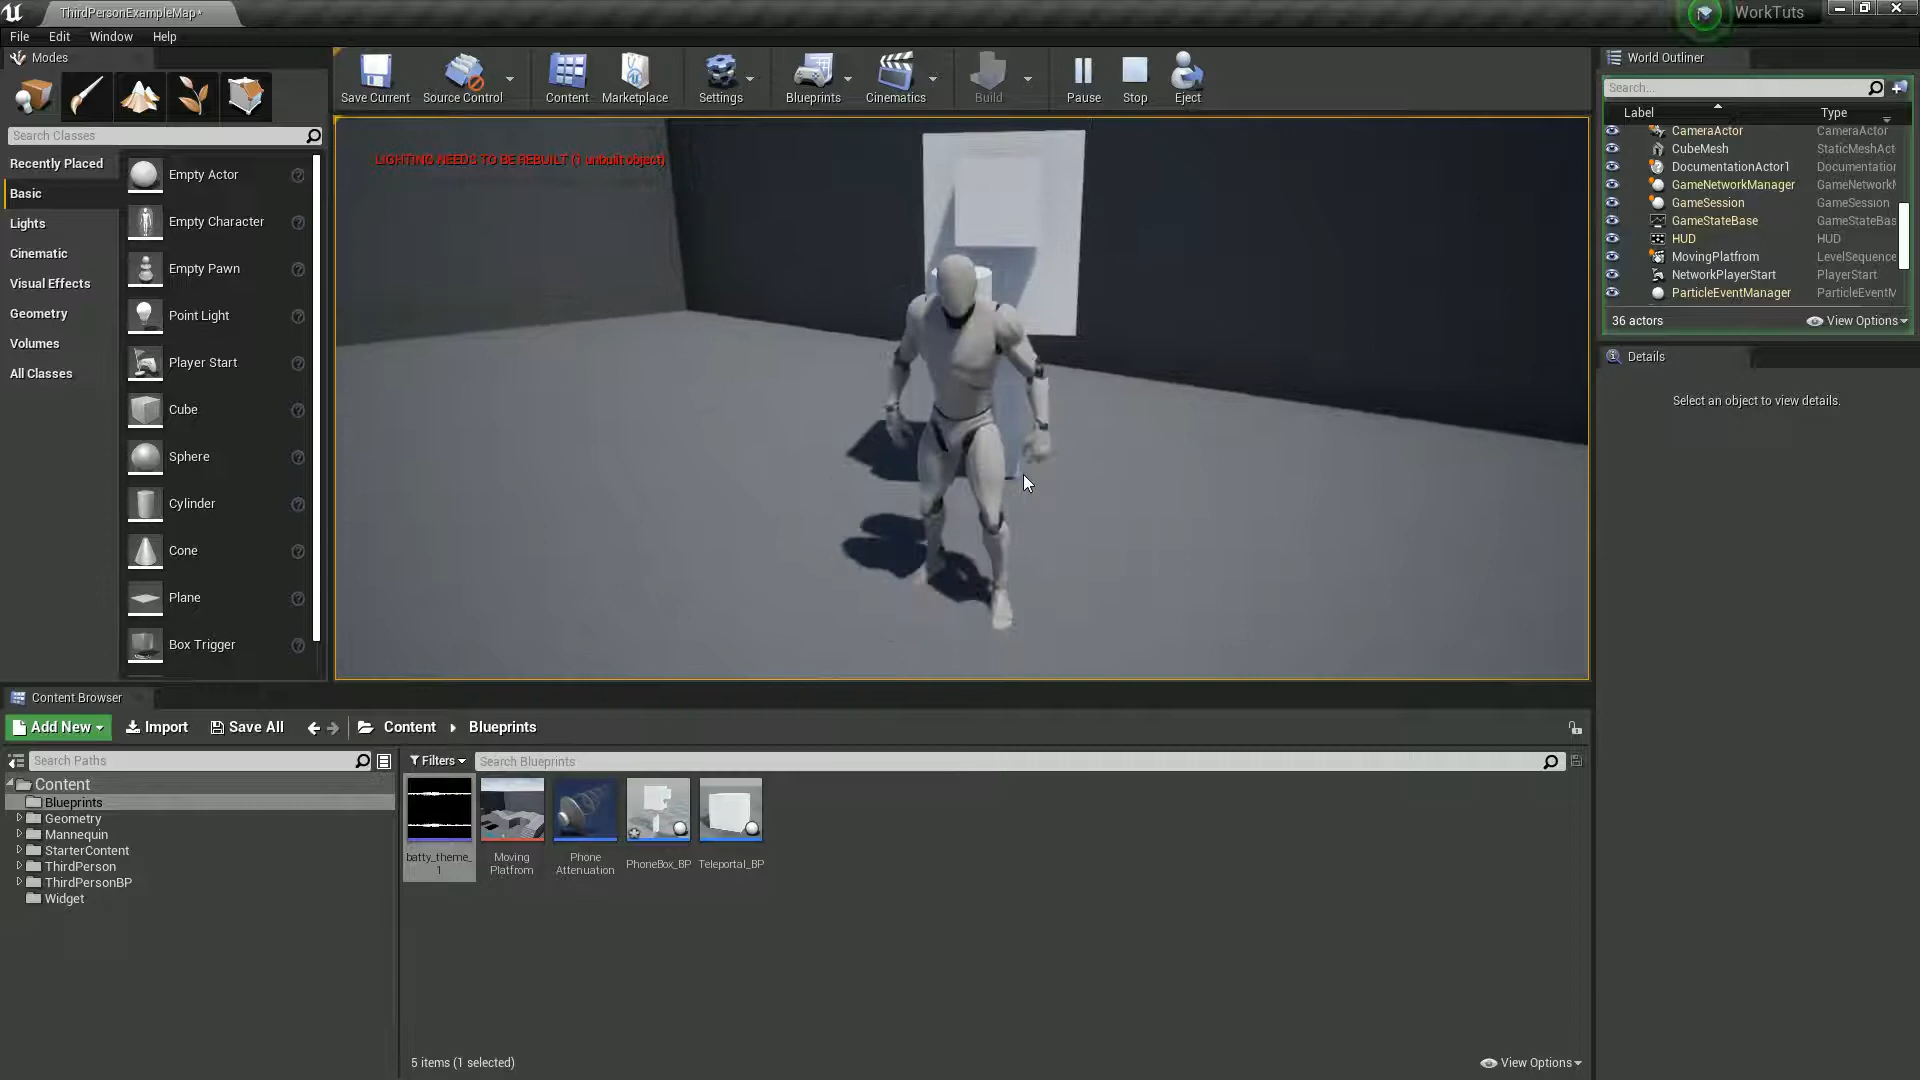 ThirdPersonExampleMap*
WorkTuts
File Edit Window Help
Modes
Save Current
Source Control
Content
Marketplace
Settings
Blueprints
Cinematics
Build
Pause
Stop
Eject
Search Classes
Recently Placed
Basic
Lights
Cinematic
Visual Effects
Geometry
Volumes
All Classes
Empty Actor
Empty Character
Empty Pawn
Point Light
Player Start
Cube
Sphere
Cylinder
Cone
Plane
Box Trigger
LIGHTING NEEDS TO BE REBUILT (1 unbuilt object)
World Outliner
Search...
Label Type
CameraActor CameraActor
CubeMesh StaticMeshAct
DocumentationActor1 Documentation
GameNetworkManager GameNetworkM
GameSession GameSession
GameStateBase GameStateBas
HUD HUD
MovingPlatfrom LevelSequence
NetworkPlayerStart PlayerStart
ParticleEventManager ParticleEventM
36 actors
View Options
Details
Select an object to view details.
Content Browser
Add New Import Save All Content Blueprints
Search Paths
Filters
Search Blueprints
Content
Blueprints
Geometry
Mannequin
StarterContent
ThirdPerson
ThirdPersonBP
Widget
batty_theme_
1
Moving
Platfrom
Phone
Attenuation
PhoneBox_BP
Teleportal_BP
5 items (1 selected)
View Options